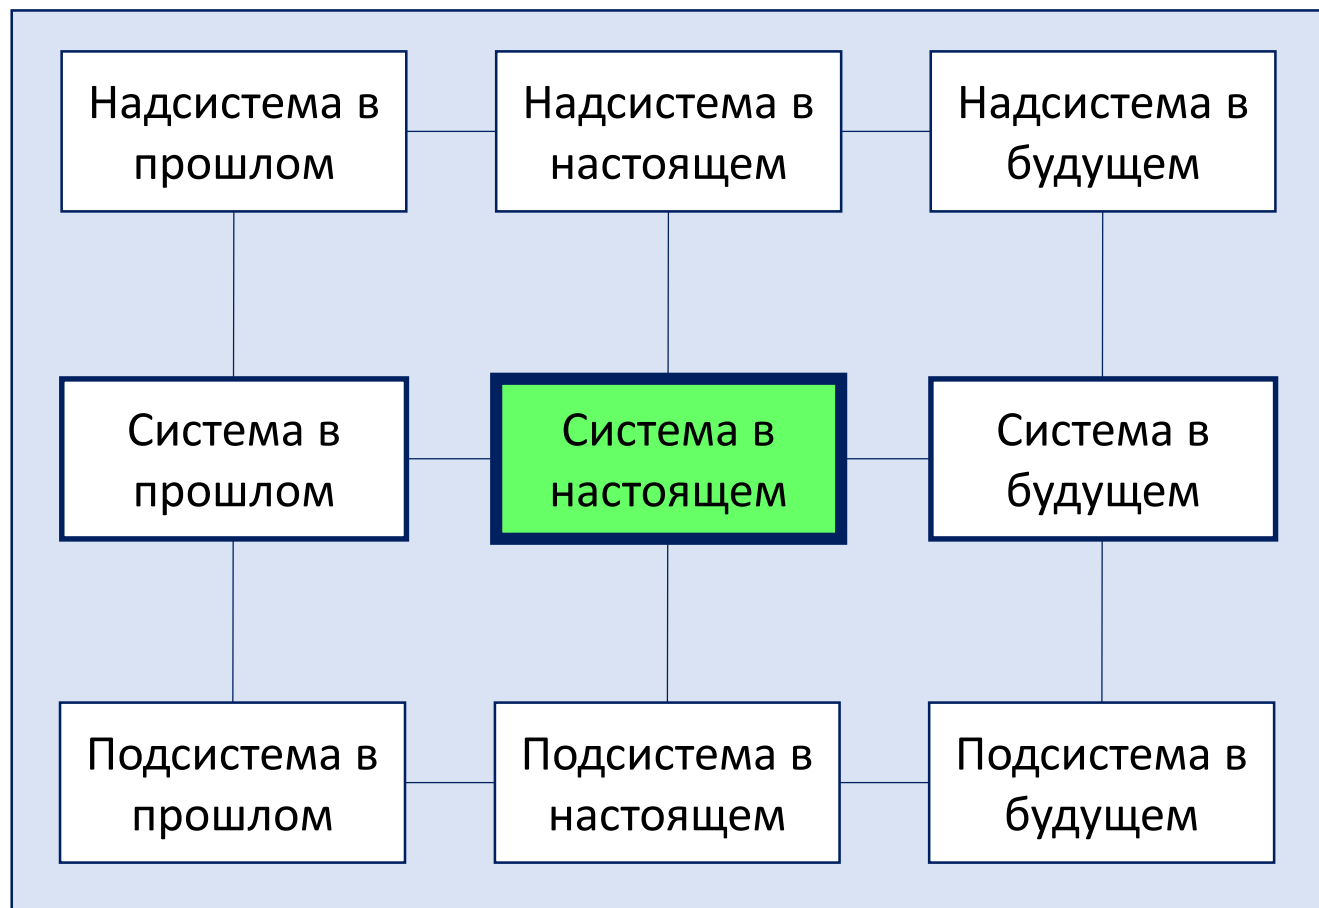 Надсистема в
прошлом
Надсистема в
настоящем
Надсистема в
будущем
Система в
прошлом
Система в
настоящем
Система в
будущем
Подсистема в
прошлом
Подсистема в
настоящем
Подсистема в
будущем